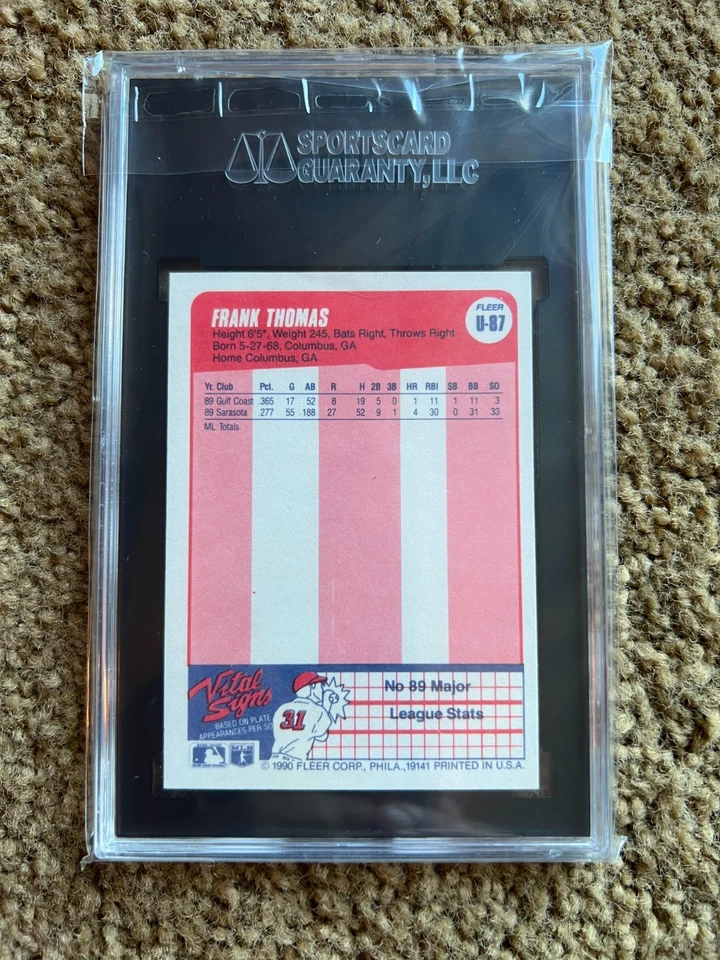 SPORTSCARD
GUARANTY, LLC
FRANK THOMAS
FLEER
U-87
Height 6'5", Weight 245, Bats Right, Throws Right
Born 5-27-68, Columbus, GA
Home Columbus, GA
Yr. Club Pct. G AB R H 2B 3B HR RBI SB BB SO
89 Gulf Coast .365 17 52 8 19 5 0 1 11 1 11 3
89 Sarasota .277 55 188 27 52 9 1 4 30 0 31 33
ML Totals
Vital
Signs
BASED ON PLATE
APPEARANCES PER/SO
31
No 89 Major
League Stats
© 1990 FLEER CORP., PHILA.,19141 PRINTED IN U.S.A.